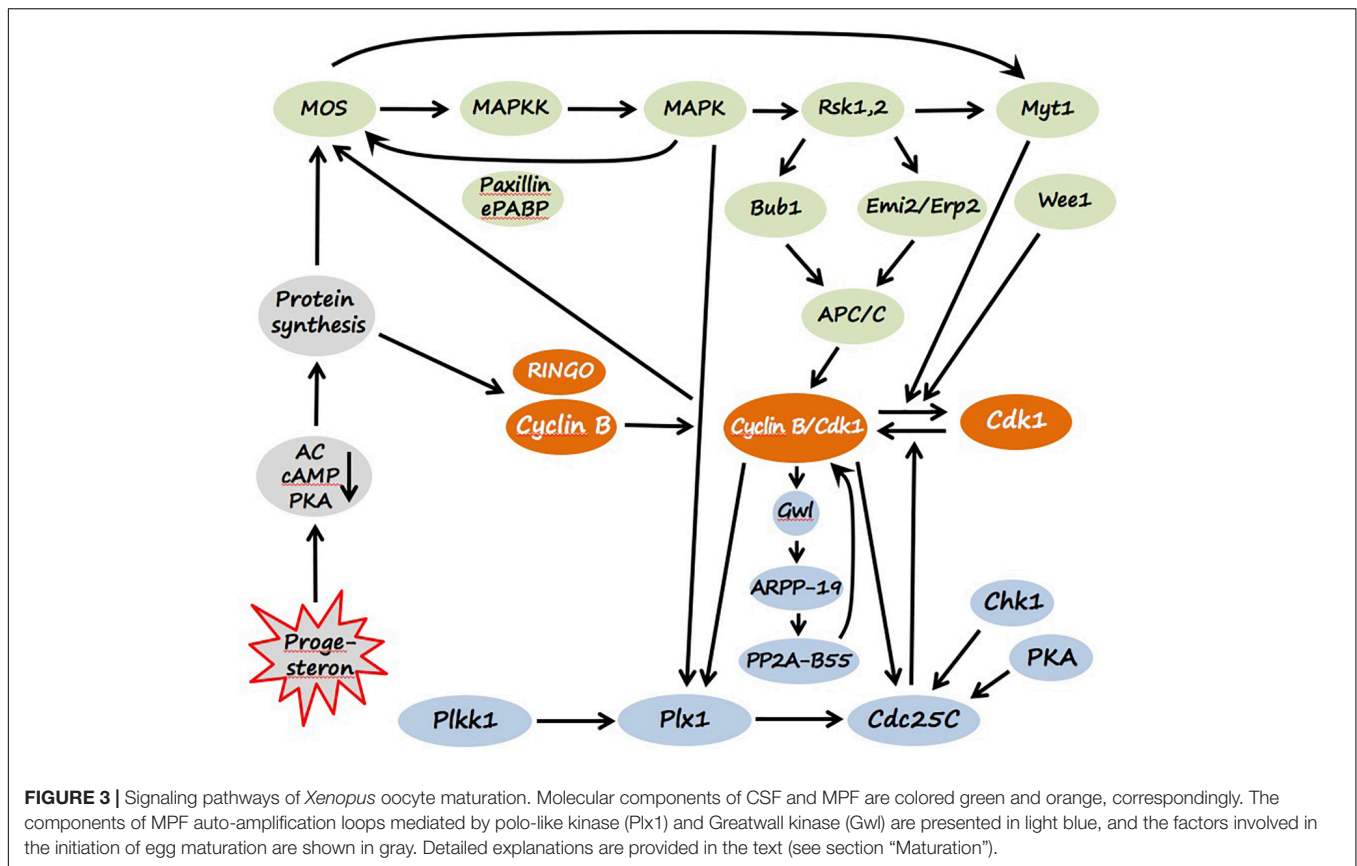 MOS
MAPKK
MAPK
Rsk1,2
Myt1
Paxillin
ePABP
Bub1
Emi2/Erp2
Wee1
Protein
synthesis
APC/C
RINGO
Cyclin B
Cyclin B/Cdk1
Cdk1
AC
cAMP
PKA
Gwl
ARPP-19
Chk1
Proge-
steron
PP2A-B55
PKA
Plkk1
Plx1
Cdc25C
FIGURE 3 | Signaling pathways of Xenopus oocyte maturation. Molecular components of CSF and MPF are colored green and orange, correspondingly. The
components of MPF auto-amplification loops mediated by polo-like kinase (Plx1) and Greatwall kinase (Gwl) are presented in light blue, and the factors involved in
the initiation of egg maturation are shown in gray. Detailed explanations are provided in the text (see section “Maturation”).